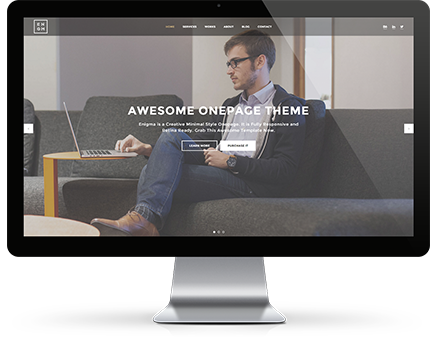 HOME SERVICES WORKS ABOUT BLOG CONTACT
AWESOME ONEPAGE THEME
Enigma is a Creative Minimal Style Onepage. It is Fully Responsive and
Retina Ready. Grab This Awesome Template Now.
LEARN MORE PURCHASE IT